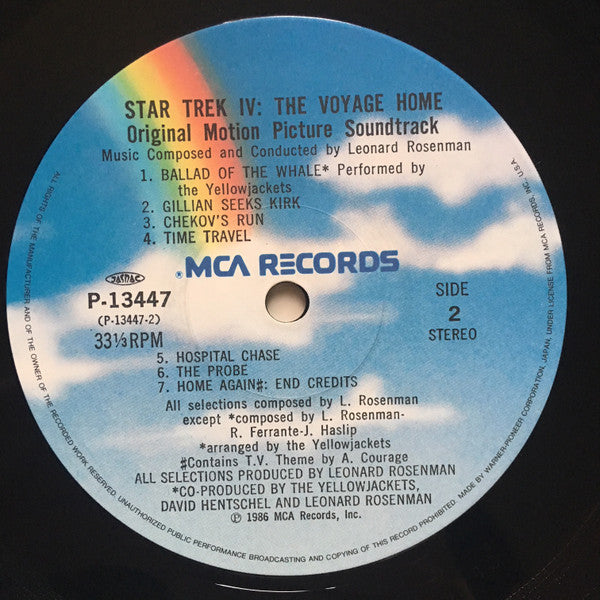 STAR TREK IV: THE VOYAGE HOME
Original Motion Picture Soundtrack
Music Composed and Conducted by Leonard Rosenman
1. BALLAD OF THE WHALE* Performed by
the Yellowjackets
2. GILLIAN SEEKS KIRK
3. CHEKOV'S RUN
4. TIME TRAVEL
JASRAC
®MCA RECORDS
P-13447
(P-13447-2)
33⅓RPM
SIDE
2
STEREO
5. HOSPITAL CHASE
6. THE PROBE
7. HOME AGAIN#: END CREDITS
All selections composed by L. Rosenman
except *composed by L. Rosenman-
R. Ferrante-J. Haslip
*arranged by the Yellowjackets
#Contains T.V. Theme by A. Courage
ALL SELECTIONS PRODUCED BY LEONARD ROSENMAN
*CO-PRODUCED BY THE YELLOWJACKETS,
DAVID HENTSCHEL AND LEONARD ROSENMAN
℗ 1986 MCA Records, Inc.
ALL RIGHTS OF THE MANUFACTURER AND OF THE OWNER OF THE RECORDED WORK RESERVED. UNAUTHORIZED PUBLIC PERFORMANCE BROADCASTING AND COPYING OF THIS RECORD PROHIBITED. MADE BY WARNER-PIONEER CORPORATION, JAPAN, UNDER LICENSE FROM MCA RECORDS, INC. U.S.A.